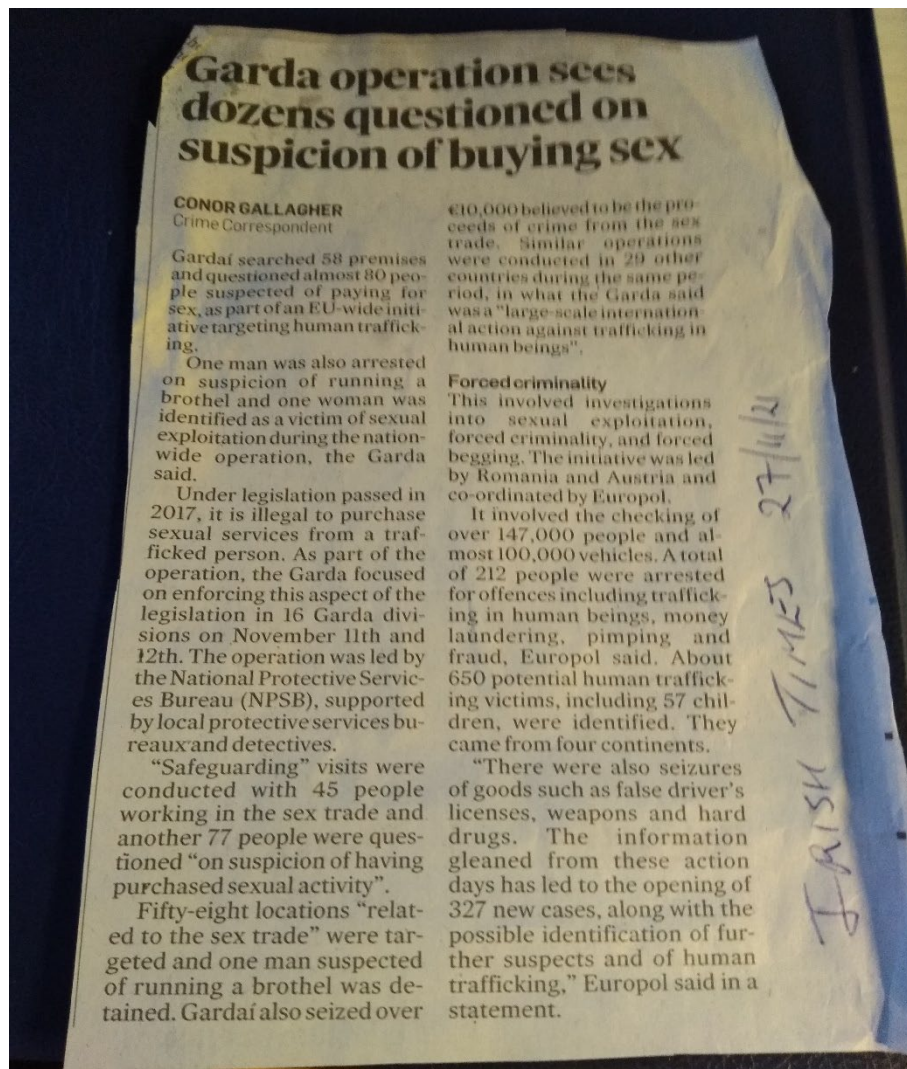 Garda operation sees
dozens questioned on
suspicion of buying sex
CONOR GALLAGHER
Crime Correspondent
Gardaí searched 58 premises
and questioned almost 80 peo-
ple suspected of paying for
sex, as part of an EU-wide initi-
ative targeting human traffick-
ing.
One man was also arrested
on suspicion of running a
brothel and one woman was
identified as a victim of sexual
exploitation during the nation-
wide operation, the Garda
said.
Under legislation passed in
2017, it is illegal to purchase
sexual services from a traf-
ficked person. As part of the
operation, the Garda focused
on enforcing this aspect of the
legislation in 16 Garda divi-
sions on November 11th and
12th. The operation was led by
the National Protective Servic-
es Bureau (NPSB), supported
by local protective services bu-
reaux and detectives.
"Safeguarding" visits were
conducted with 45 people
working in the sex trade and
another 77 people were ques-
tioned "on suspicion of having
purchased sexual activity".
Fifty-eight locations "relat-
ed to the sex trade" were tar-
geted and one man suspected
of running a brothel was de-
tained. Gardaí also seized over
€10,000 believed to be the pro-
ceeds of crime from the sex
trade. Similar operations
were conducted in 29 other
countries during the same pe-
riod, in what the Garda said
was a "large-scale internation-
al action against trafficking in
human beings".
Forced criminality
This involved investigations
into sexual exploitation,
forced criminality, and forced
begging. The initiative was led
by Romania and Austria and
co-ordinated by Europol.
It involved the checking of
over 147,000 people and al-
most 100,000 vehicles. A total
of 212 people were arrested
for offences including traffick-
ing in human beings, money
laundering, pimping and
fraud, Europol said. About
650 potential human traffick-
ing victims, including 57 chil-
dren, were identified. They
came from four continents.
"There were also seizures
of goods such as false driver's
licenses, weapons and hard
drugs. The information
gleaned from these action
days has led to the opening of
327 new cases, along with the
possible identification of fur-
ther suspects and of human
trafficking," Europol said in a
statement.
IRISH TIMES 27/11/21